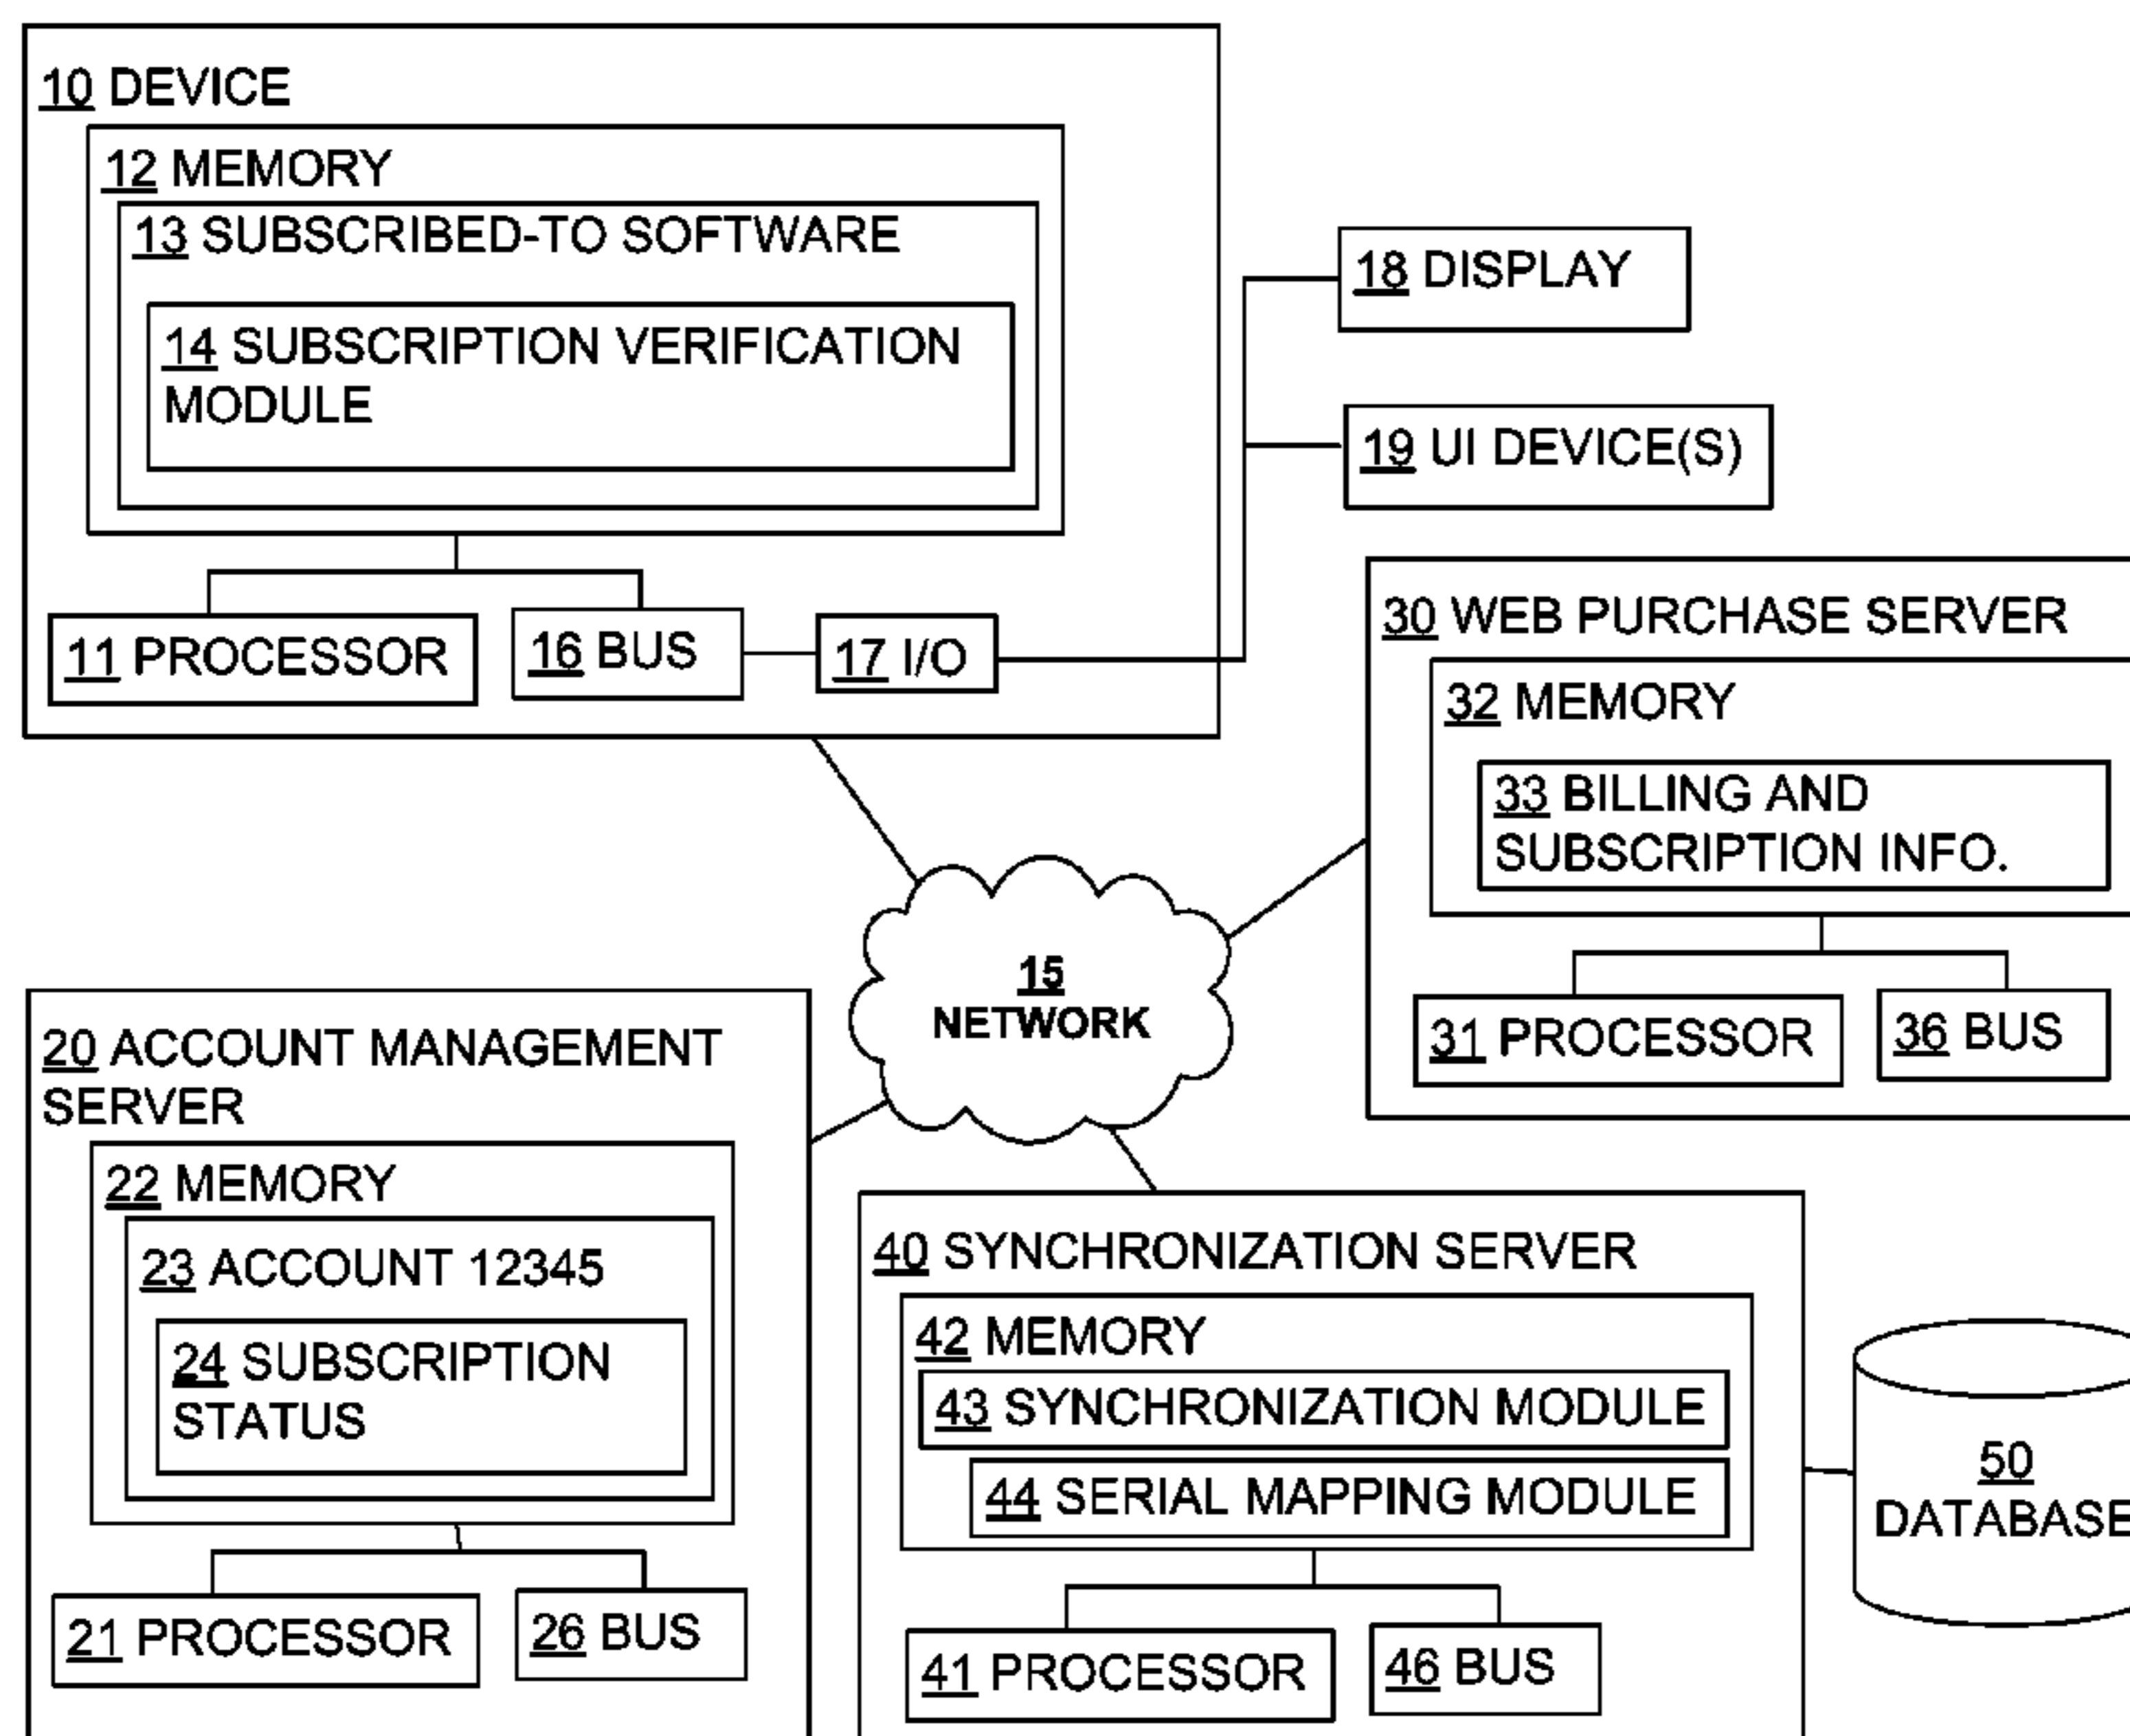 10 DEVICE
12 MEMORY
13 SUBSCRIBED-TO SOFTWARE
14 SUBSCRIPTION VERIFICATION
MODULE
11 PROCESSOR
16 BUS
17 I/O
18 DISPLAY
19 UI DEVICE(S)
30 WEB PURCHASE SERVER
32 MEMORY
33 BILLING AND
SUBSCRIPTION INFO.
31 PROCESSOR
36 BUS
15
NETWORK
20 ACCOUNT MANAGEMENT
SERVER
22 MEMORY
23 ACCOUNT 12345
24 SUBSCRIPTION
STATUS
21 PROCESSOR
26 BUS
40 SYNCHRONIZATION SERVER
42 MEMORY
43 SYNCHRONIZATION MODULE
44 SERIAL MAPPING MODULE
41 PROCESSOR
46 BUS
50
DATABASE